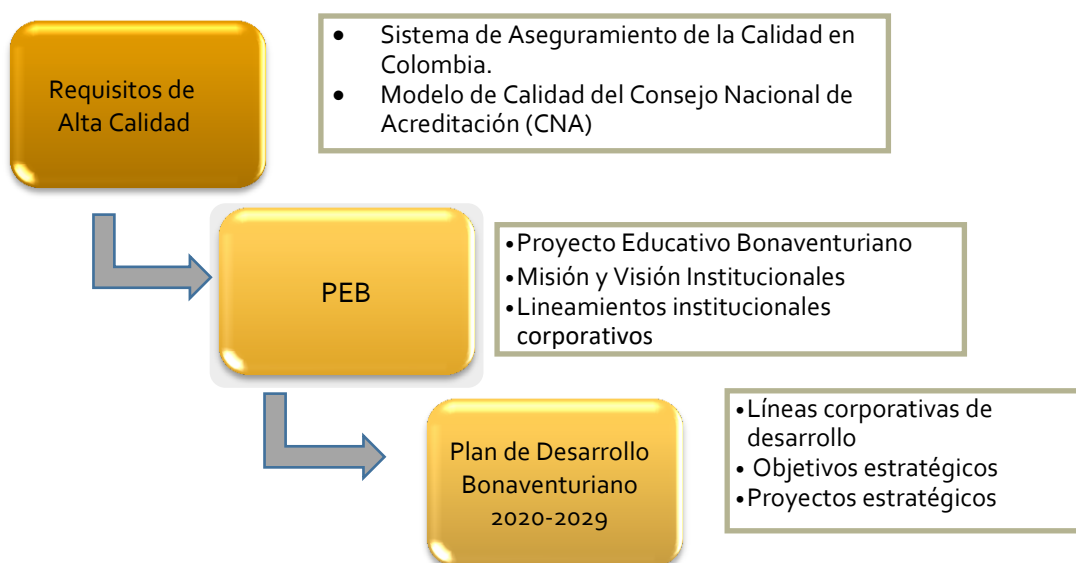 Requisitos de
Alta Calidad
• Sistema de Aseguramiento de la Calidad en
Colombia.
• Modelo de Calidad del Consejo Nacional de
Acreditación (CNA)
PEB
•Proyecto Educativo Bonaventuriano
•Misión y Visión Institucionales
•Lineamientos institucionales
corporativos
Plan de Desarrollo
Bonaventuriano
2020-2029
•Líneas corporativas de
desarrollo
• Objetivos estratégicos
•Proyectos estratégicos